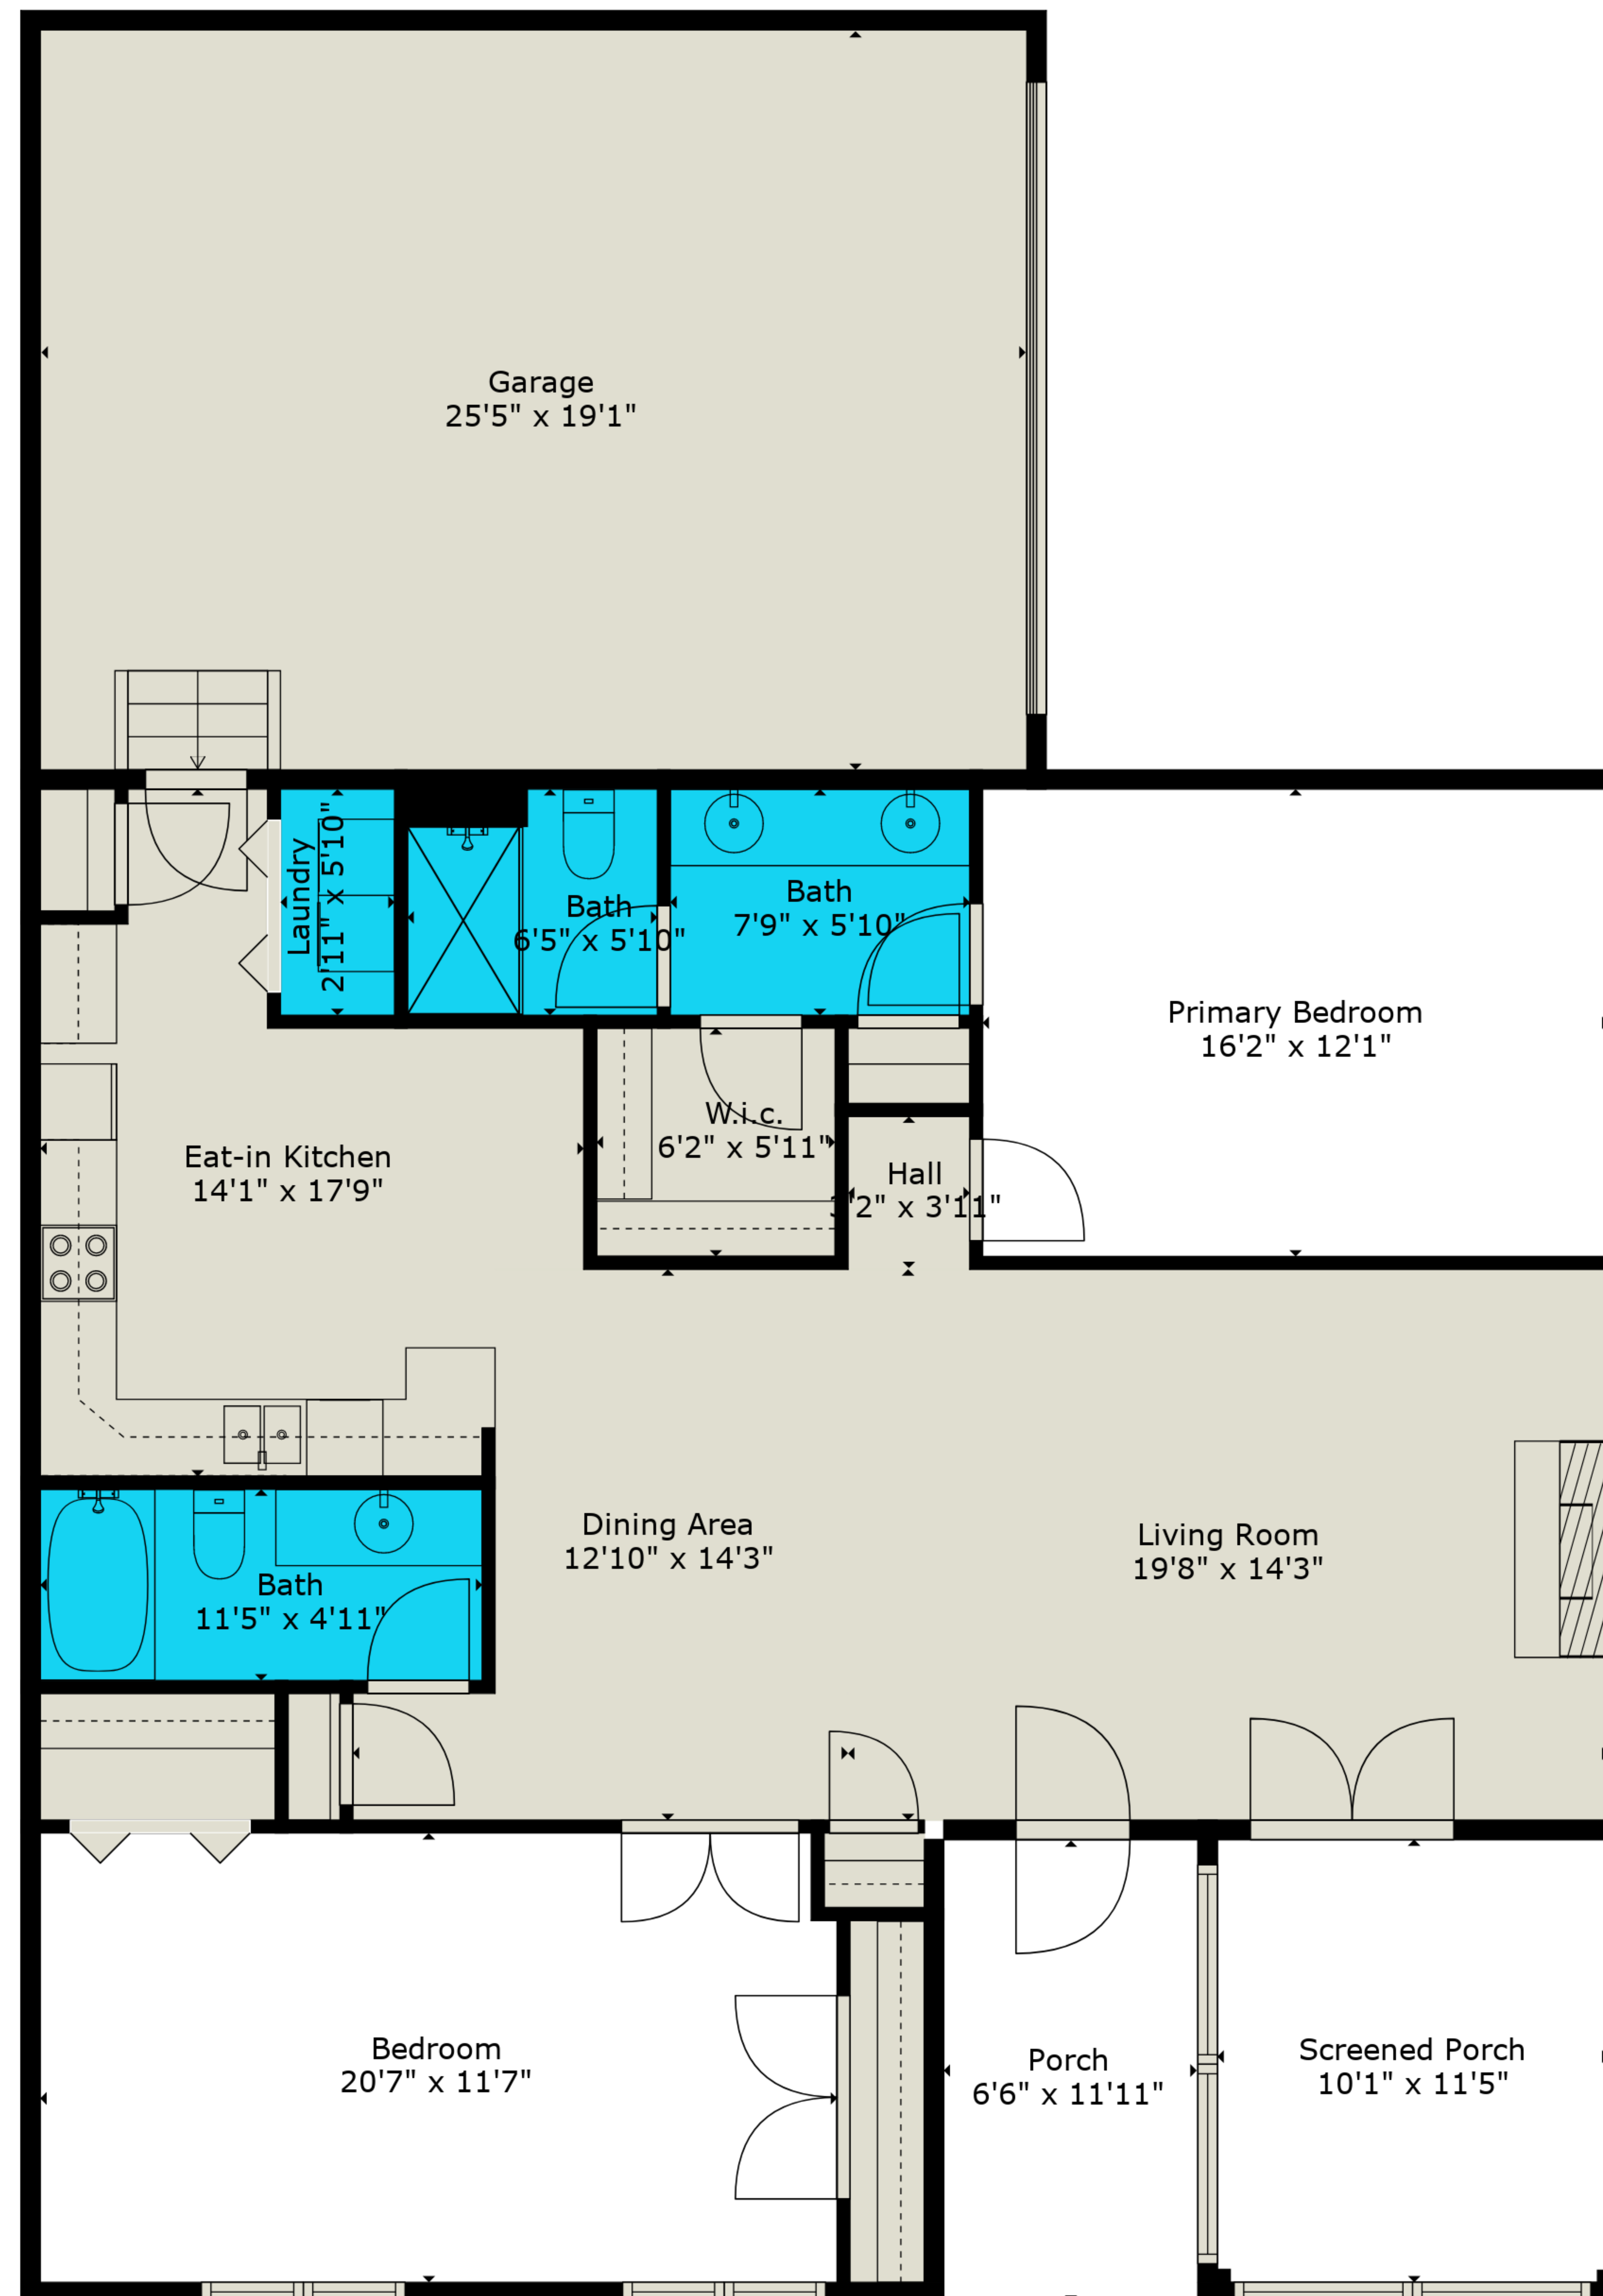 Garage
25'5" x 19'1"
Laundry
2'11" x 5'10"
Bath
6'5" x 5'10"
Bath
7'9" x 5'10"
Primary Bedroom
16'2" x 12'1"
W.i.c.
6'2" x 5'11"
Eat-in Kitchen
14'1" x 17'9"
Hall
3'2" x 3'11"
Dining Area
12'10" x 14'3"
Living Room
19'8" x 14'3"
Bath
11'5" x 4'11"
Bedroom
20'7" x 11'7"
Porch
6'6" x 11'11"
Screened Porch
10'1" x 11'5"